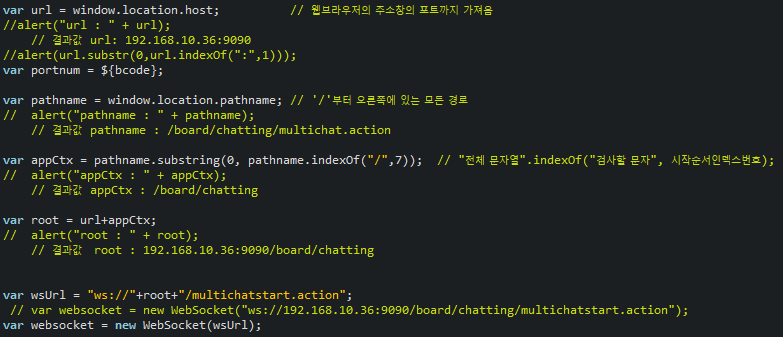 var url = window.location.host;          // 웹브라우저의 주소창의 포트까지 가져옴
//alert("url : " + url);
    // 결과값 url: 192.168.10.36:9090
//alert(url.substr(0,url.indexOf(":",1)));
var portnum = ${bcode};
var pathname = window.location.pathname; // '/'부터 오른쪽에 있는 모든 경로
//  alert("pathname : " + pathname);
    // 결과값 pathname : /board/chatting/multichat.action
var appCtx = pathname.substring(0, pathname.indexOf("/",7));  // "전체 문자열".indexOf("검사할 문자", 시작순서인덱스번호);
//  alert("appCtx : " + appCtx);
    // 결과값 appCtx : /board/chatting
var root = url+appCtx;
//  alert("root : " + root);
    // 결과값  root : 192.168.10.36:9090/board/chatting
var wsUrl = "ws://"+root+"/multichatstart.action";
 // var websocket = new WebSocket("ws://192.168.10.36:9090/board/chatting/multichatstart.action");
var websocket = new WebSocket(wsUrl);